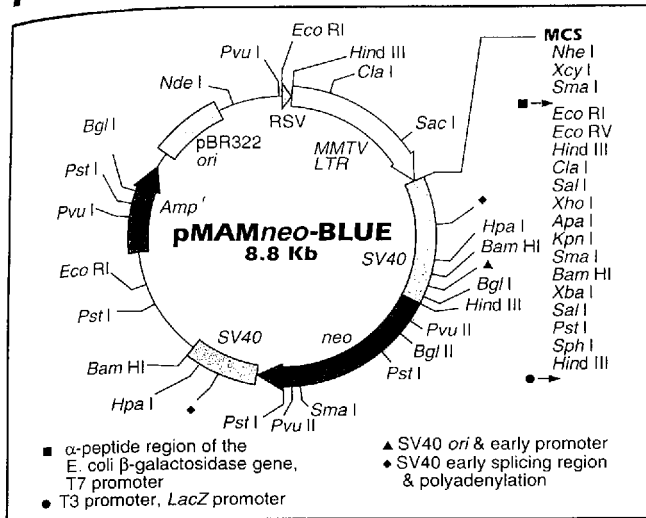 Eco RI
Pvu I
Hind III
Cla I
Nde I
RSV
Sac I
Bgl I
pBR322
ori
MMTV
LTR
Pst I
Pvu I
Amp r
pMAMneo-BLUE
8.8 Kb
SV40
Hpa I
Bam HI
Bgl I
Hind III
Eco RI
Pst I
SV40
neo
Pvu II
Bgl II
Pst I
Bam HI
Hpa I
Pst I
Pvu II
Sma I
MCS
Nhe I
Xcy I
Sma I
Eco RI
Eco RV
Hind III
Cla I
Sal I
Xho I
Apa I
Kpn I
Sma I
Bam HI
Xba I
Sal I
Pst I
Sph I
Hind III
■ α-peptide region of the
E. coli β-galactosidase gene,
T7 promoter
● T3 promoter, LacZ promoter
▲ SV40 ori & early promoter
◆ SV40 early splicing region
& polyadenylation